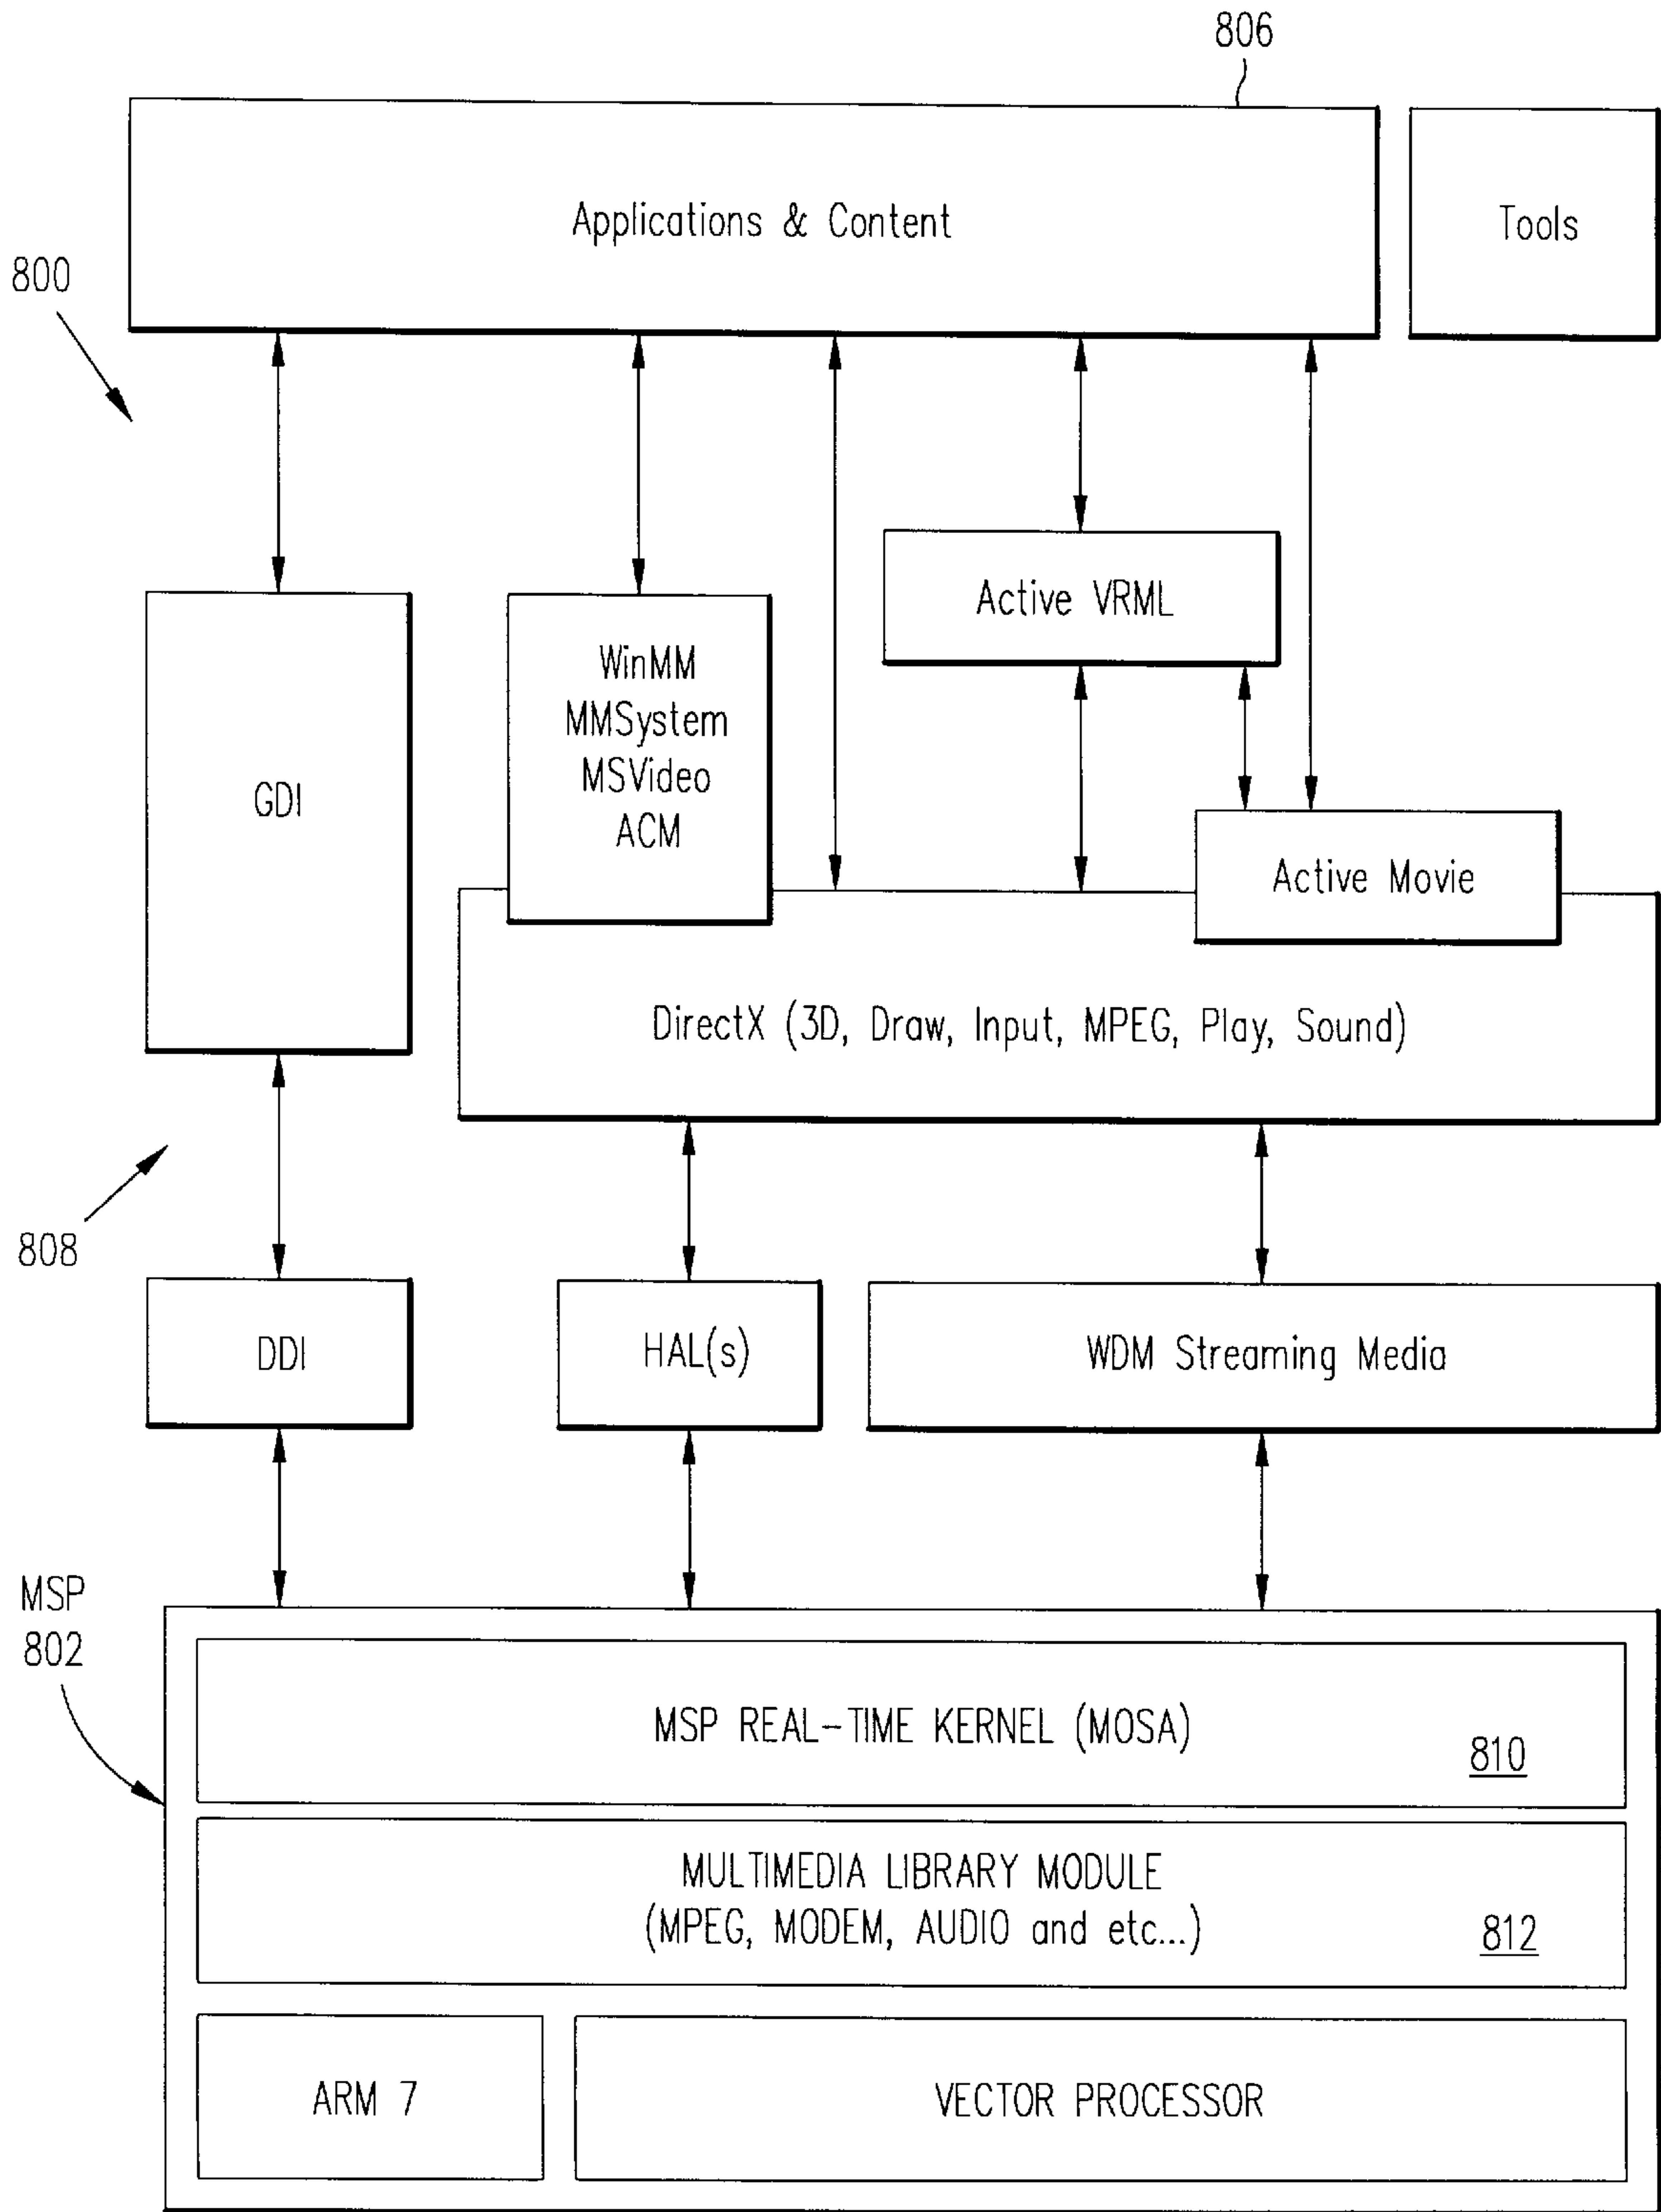 806
Applications & Content
Tools
800
Active VRML
WinMM
MMSystem
MSVideo
ACM
GDI
Active Movie
DirectX (3D, Draw, Input, MPEG, Play, Sound)
808
DDI
HAL(s)
WDM Streaming Media
MSP
802
MSP REAL-TIME KERNEL (MOSA)
810
MULTIMEDIA LIBRARY MODULE
(MPEG, MODEM, AUDIO and etc...)
812
ARM 7
VECTOR PROCESSOR